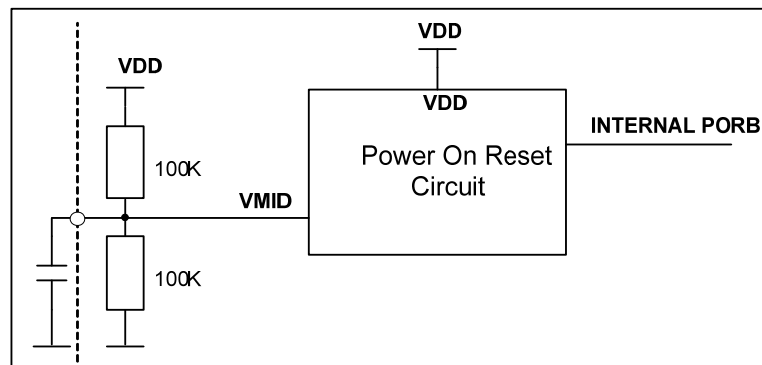 VDD
VDD
VDD
INTERNAL PORB
Power On Reset
Circuit
100K
VMID
100K